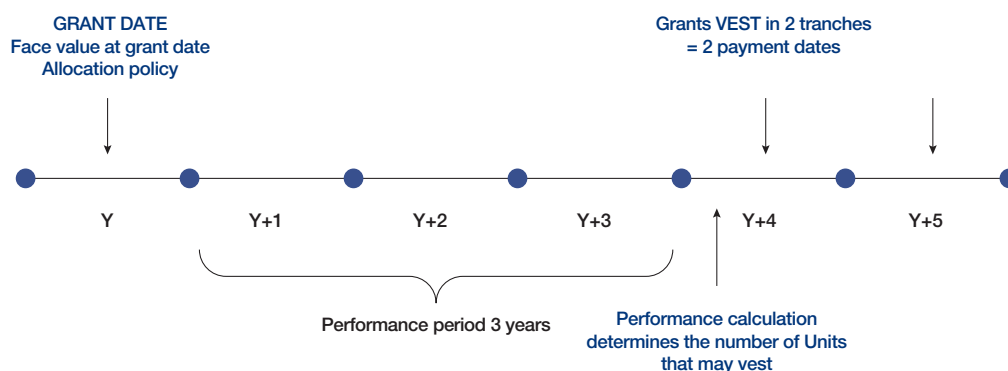 GRANT DATE
Face value at grant date
Allocation policy
Grants VEST in 2 tranches
= 2 payment dates
Y
Y+1
Y+2
Y+3
Y+4
Y+5
Performance period 3 years
Performance calculation
determines the number of Units
that may vest